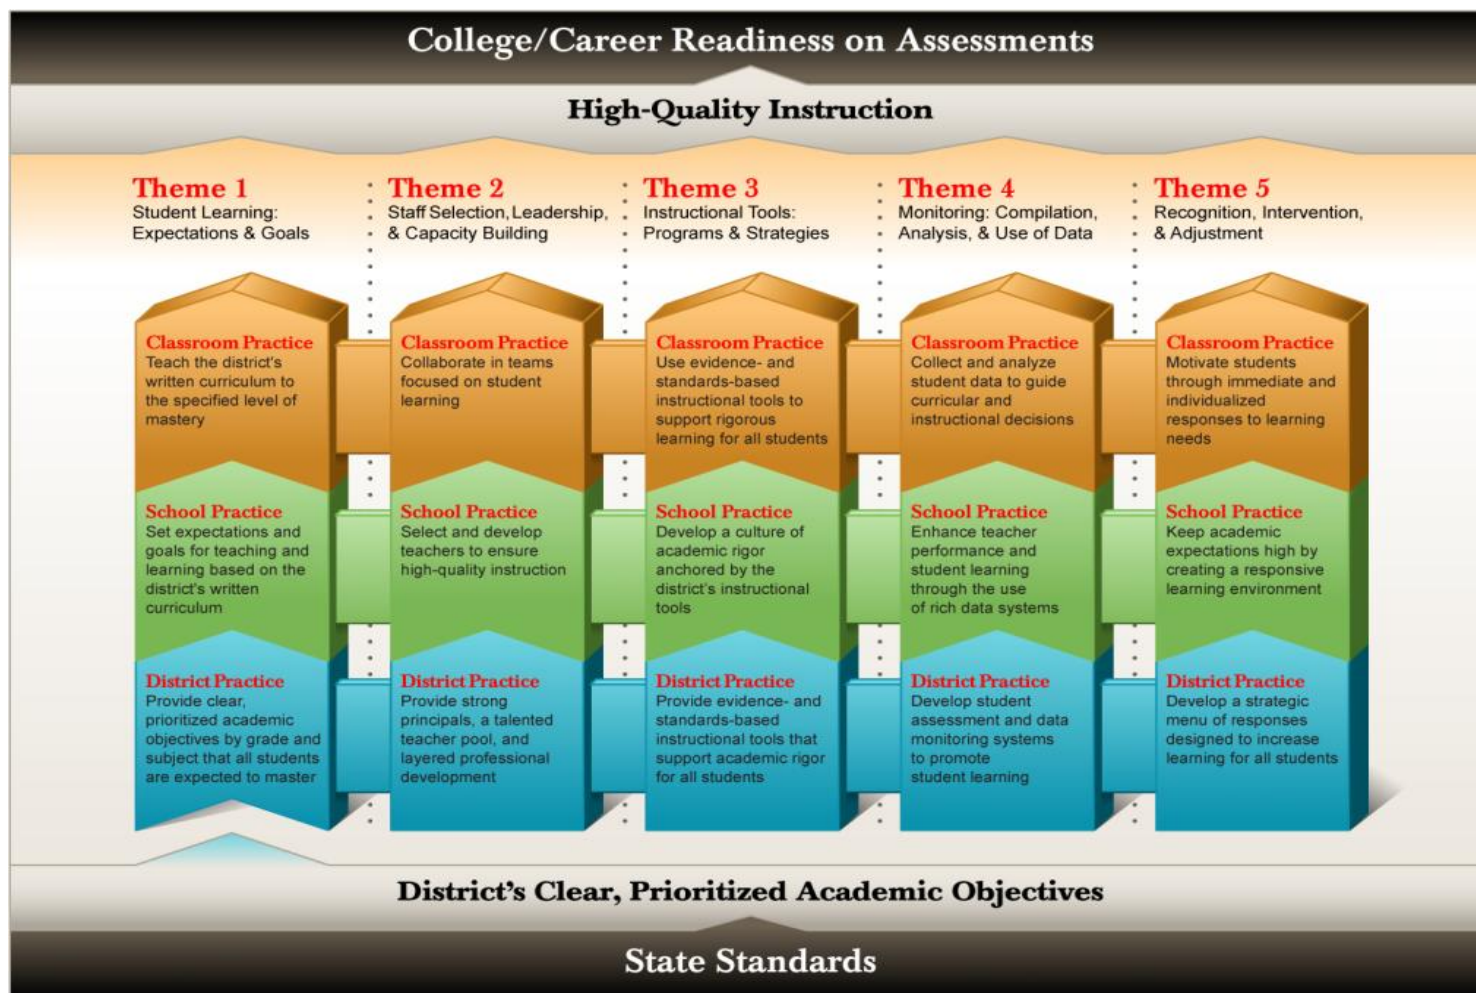 College/Career Readiness on Assessments
High-Quality Instruction
Theme 1
Student Learning:
Expectations & Goals
Theme 2
Staff Selection, Leadership,
& Capacity Building
Theme 3
Instructional Tools:
Programs & Strategies
Theme 4
Monitoring: Compilation,
Analysis, & Use of Data
Theme 5
Recognition, Intervention,
& Adjustment
Classroom Practice
Teach the district's
written curriculum to
the specified level of
mastery
Classroom Practice
Collaborate in teams
focused on student
learning
Classroom Practice
Use evidence- and
standards-based
instructional tools to
support rigorous
learning for all students
Classroom Practice
Collect and analyze
student data to guide
curricular and
instructional decisions
Classroom Practice
Motivate students
through immediate and
individualized
responses to learning
needs
School Practice
Set expectations and
goals for teaching and
learning based on the
district's written
curriculum
School Practice
Select and develop
teachers to ensure
high-quality instruction
School Practice
Develop a culture of
academic rigor
anchored by the
district's instructional
tools
School Practice
Enhance teacher
performance and
student learning
through the use
of rich data systems
School Practice
Keep academic
expectations high by
creating a responsive
learning environment
District Practice
Provide clear,
prioritized academic
objectives by grade and
subject that all students
are expected to master
District Practice
Provide strong
principals, a talented
teacher pool, and
layered professional
development
District Practice
Provide evidence- and
standards-based
instructional tools that
support academic rigor
for all students
District Practice
Develop student
assessment and data
monitoring systems
to promote
student learning
District Practice
Develop a strategic
menu of responses
designed to increase
learning for all students
District's Clear, Prioritized Academic Objectives
State Standards